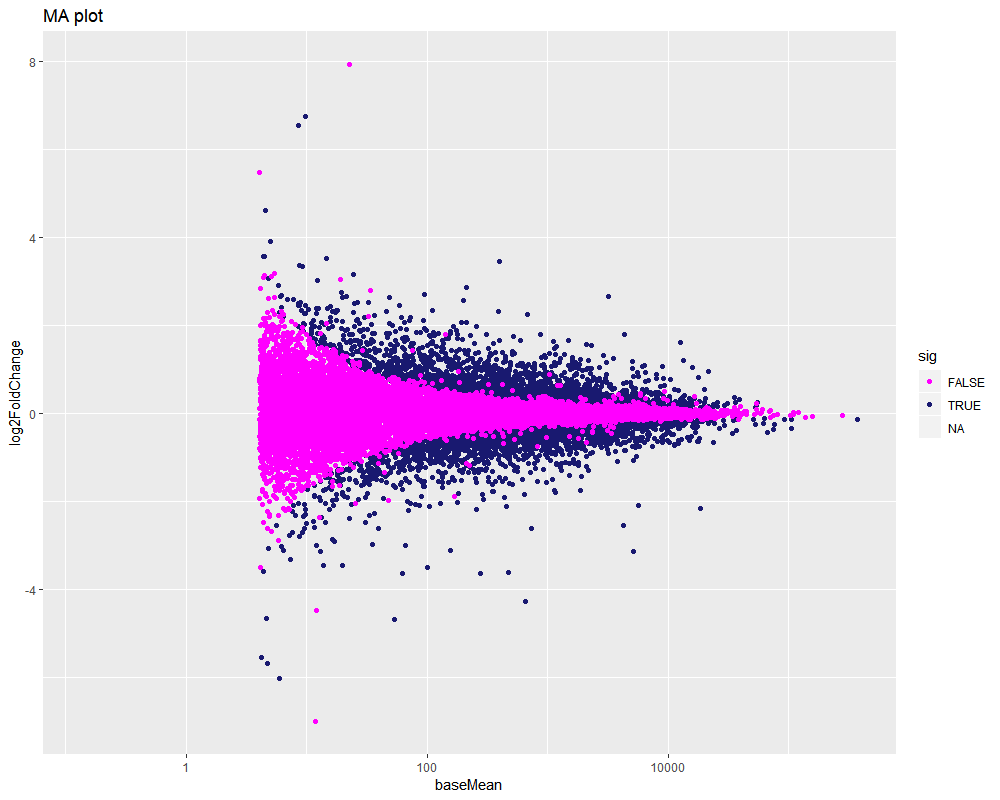 MA plot
log2FoldChange
8
4
0
-4
1
100
10000
baseMean
sig
FALSE
TRUE
NA